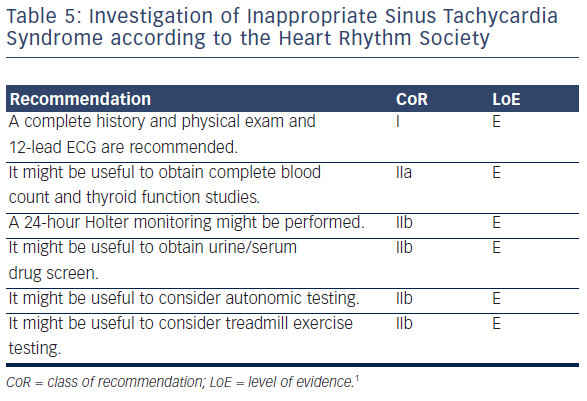 Table 5: Investigation of Inappropriate Sinus Tachycardia
Syndrome according to the Heart Rhythm Society
Recommendation CoR LoE
A complete history and physical exam and I E
12-lead ECG are recommended.
It might be useful to obtain complete blood IIa E
count and thyroid function studies.
A 24-hour Holter monitoring might be performed. IIb E
It might be useful to obtain urine/serum IIb E
drug screen.
It might be useful to consider autonomic testing. IIb E
It might be useful to consider treadmill exercise IIb E
testing.
CoR = class of recommendation; LoE = level of evidence.¹